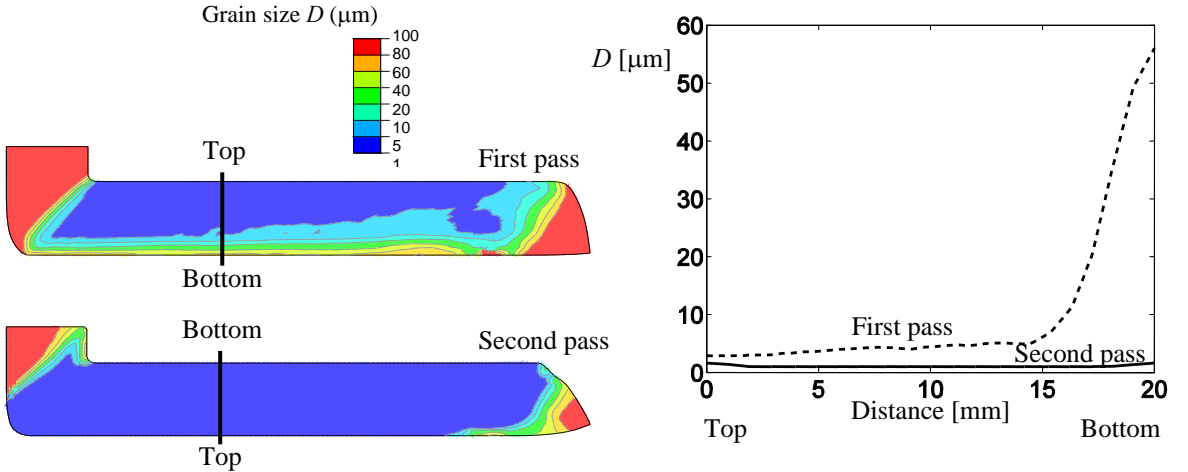 Grain size D (μm)
100
80
60
40
20
10
5
1
Top
First pass
Bottom
Bottom
Second pass
Top
D [μm]
60
50
40
30
20
10
0
First pass
Second pass
0 5 10 15 20
Distance [mm]
Top Bottom